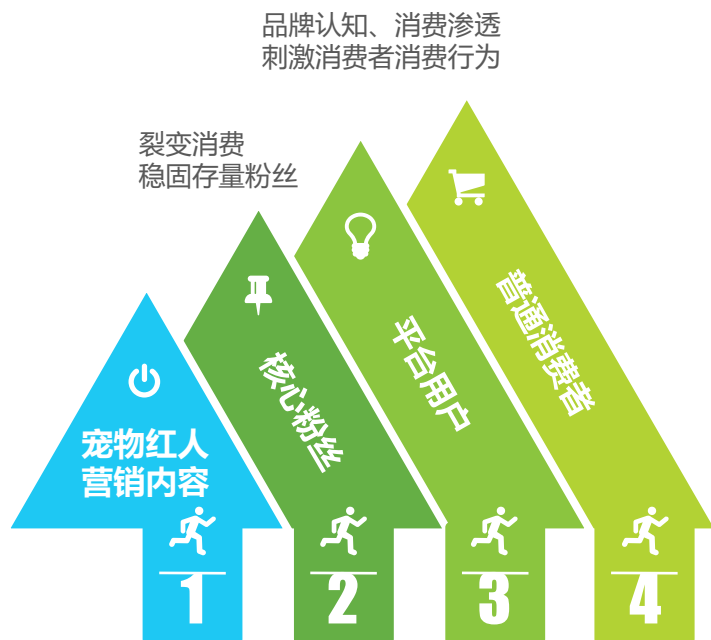 品牌认知、消费渗透
刺激消费者消费行为
裂变消费
稳固存量粉丝
宠物红人
营销内容
核心粉丝
平台用户
普通消费者
1
2
3
4